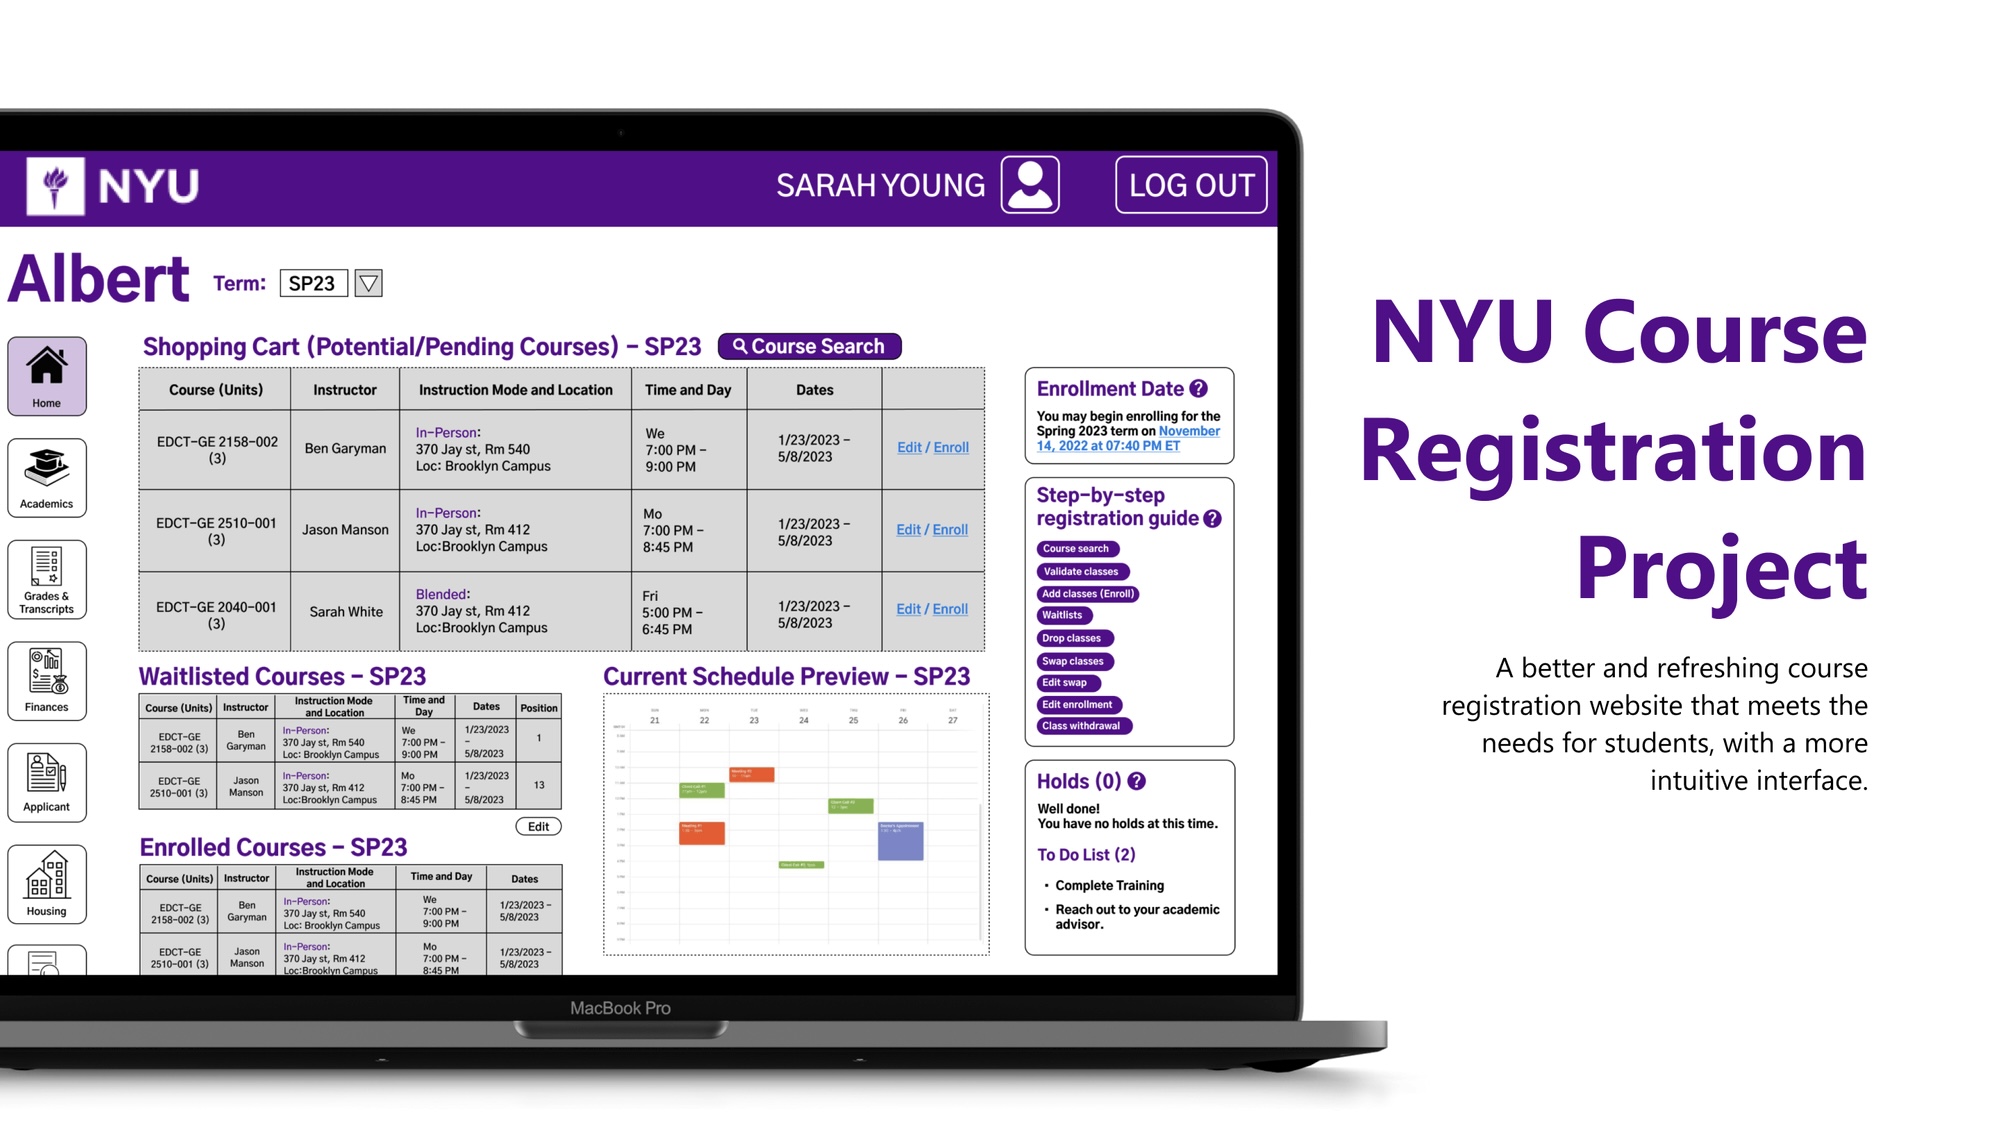 NYU
SARAH YOUNG
LOG OUT
Albert
Term:
SP23
Home
Academics
Grades &
Transcripts
Finances
Applicant
Housing
Shopping Cart (Potential/Pending Courses) – SP23
Course Search
Course (Units) Instructor Instruction Mode and Location Time and Day Dates
EDCT-GE 2158-002
(3)
Ben Garyman
In-Person:
370 Jay st, Rm 540
Loc: Brooklyn Campus
We
7:00 PM –
9:00 PM
1/23/2023 –
5/8/2023
Edit / Enroll
EDCT-GE 2510-001
(3)
Jason Manson
In-Person:
370 Jay st, Rm 412
Loc:Brooklyn Campus
Mo
7:00 PM –
8:45 PM
1/23/2023 –
5/8/2023
Edit / Enroll
EDCT-GE 2040-001
(3)
Sarah White
Blended:
370 Jay st, Rm 412
Loc:Brooklyn Campus
Fri
5:00 PM –
6:45 PM
1/23/2023 –
5/8/2023
Edit / Enroll
Waitlisted Courses – SP23
Course (Units) Instructor
Instruction Mode
and Location
Time and
Day
Dates
Position
EDCT-GE
2158-002 (3)
Ben
Garyman
In-Person:
370 Jay st, Rm 540
Loc: Brooklyn Campus
We
7:00 PM –
9:00 PM
1/23/2023
–
5/8/2023
1
EDCT-GE
2510-001 (3)
Jason
Manson
In-Person:
370 Jay st, Rm 412
Loc:Brooklyn Campus
Mo
7:00 PM –
8:45 PM
1/23/2023
–
5/8/2023
13
Edit
Enrolled Courses – SP23
Course (Units) Instructor
Instruction Mode
and Location
Time and Day
Dates
EDCT-GE
2158-002 (3)
Ben
Garyman
In-Person:
370 Jay st, Rm 540
Loc: Brooklyn Campus
We
7:00 PM –
9:00 PM
1/23/2023 –
5/8/2023
EDCT-GE
2510-001 (3)
Jason
Manson
In-Person:
370 Jay st, Rm 412
Loc:Brooklyn Campus
Mo
7:00 PM –
8:45 PM
1/23/2023 –
5/8/2023
Current Schedule Preview – SP23
21 22 23 24 25 26 27
Enrollment Date ?
You may begin enrolling for the
Spring 2023 term on November
14, 2022 at 07:40 PM ET
Step-by-step
registration guide ?
Course search
Validate classes
Add classes (Enroll)
Waitlists
Drop classes
Swap classes
Edit swap
Edit enrollment
Class withdrawal
Holds (0) ?
Well done!
You have no holds at this time.
To Do List (2)
· Complete Training
· Reach out to your academic
advisor.
MacBook Pro
NYU Course
Registration
Project
A better and refreshing course
registration website that meets the
needs for students, with a more
intuitive interface.